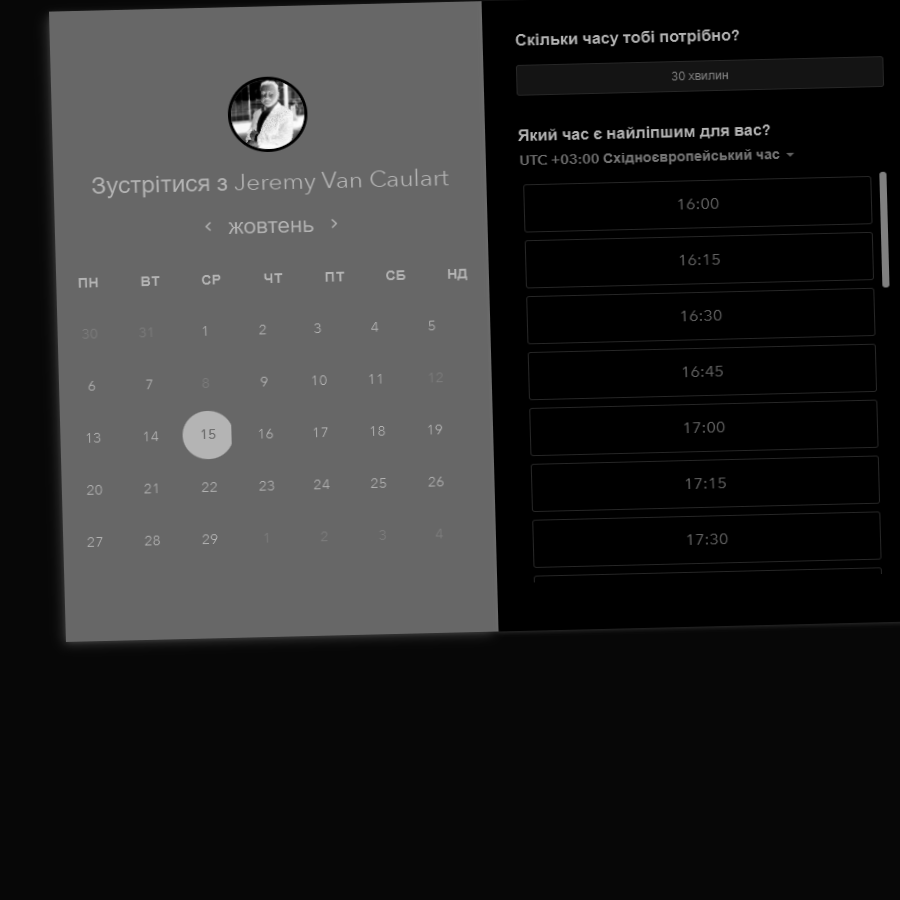 Зустрітися з Jeremy Van Caulart
жовтень
ПН ВТ СР ЧТ ПТ СБ НД
30 31 1 2 3 4 5
6 7 8 9 10 11 12
13 14 15 16 17 18 19
20 21 22 23 24 25 26
27 28 29 1 2 3 4
Скільки часу тобі потрібно?
30 хвилин
Який час є найліпшим для вас?
UTC +03:00 Східноєвропейський час
16:00
16:15
16:30
16:45
17:00
17:15
17:30